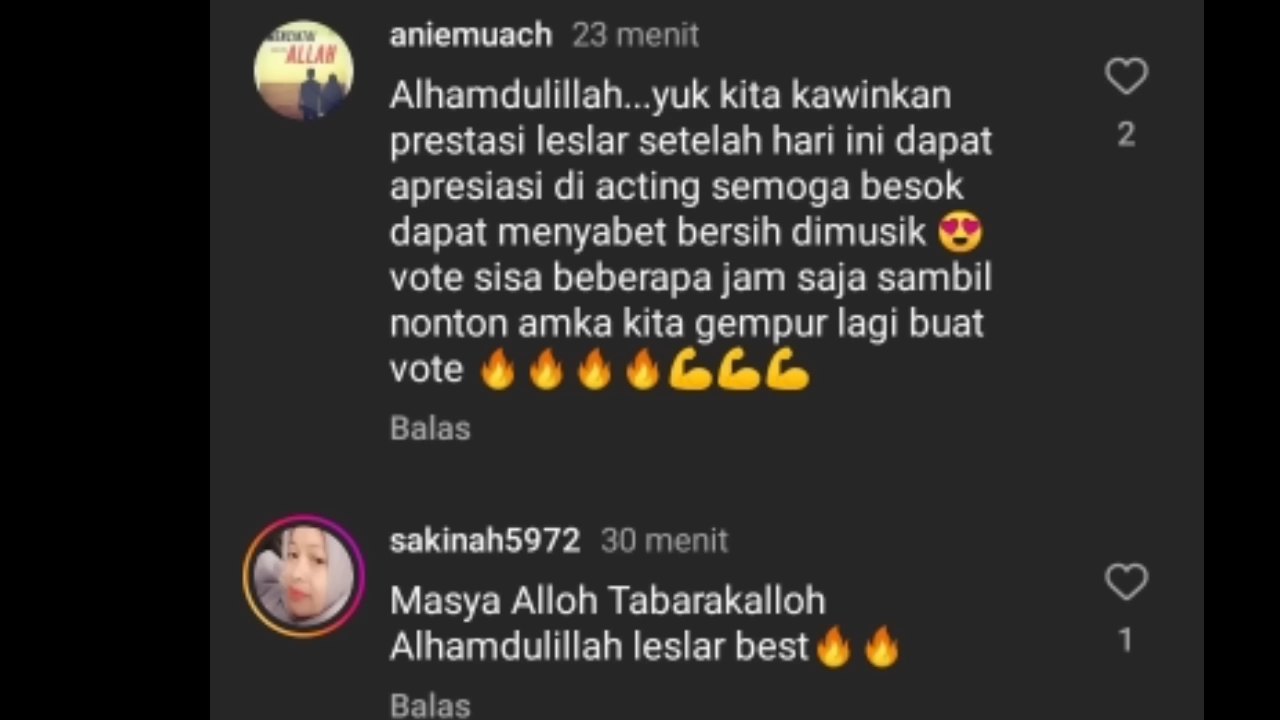 ALLAH
aniemuach 23 menit
Alhamdulillah...yuk kita kawinkan
prestasi leslar setelah hari ini dapat
apresiasi di acting semoga besok
dapat menyabet bersih dimusik 😍
2
vote sisa beberapa jam saja sambil
nonton amka kita gempur lagi buat
vote 🔥🔥🔥🔥💪💪💪
Balas
sakinah5972 30 menit
Masya Alloh Tabarakalloh
Alhamdulillah leslar best🔥🔥
1
Balas